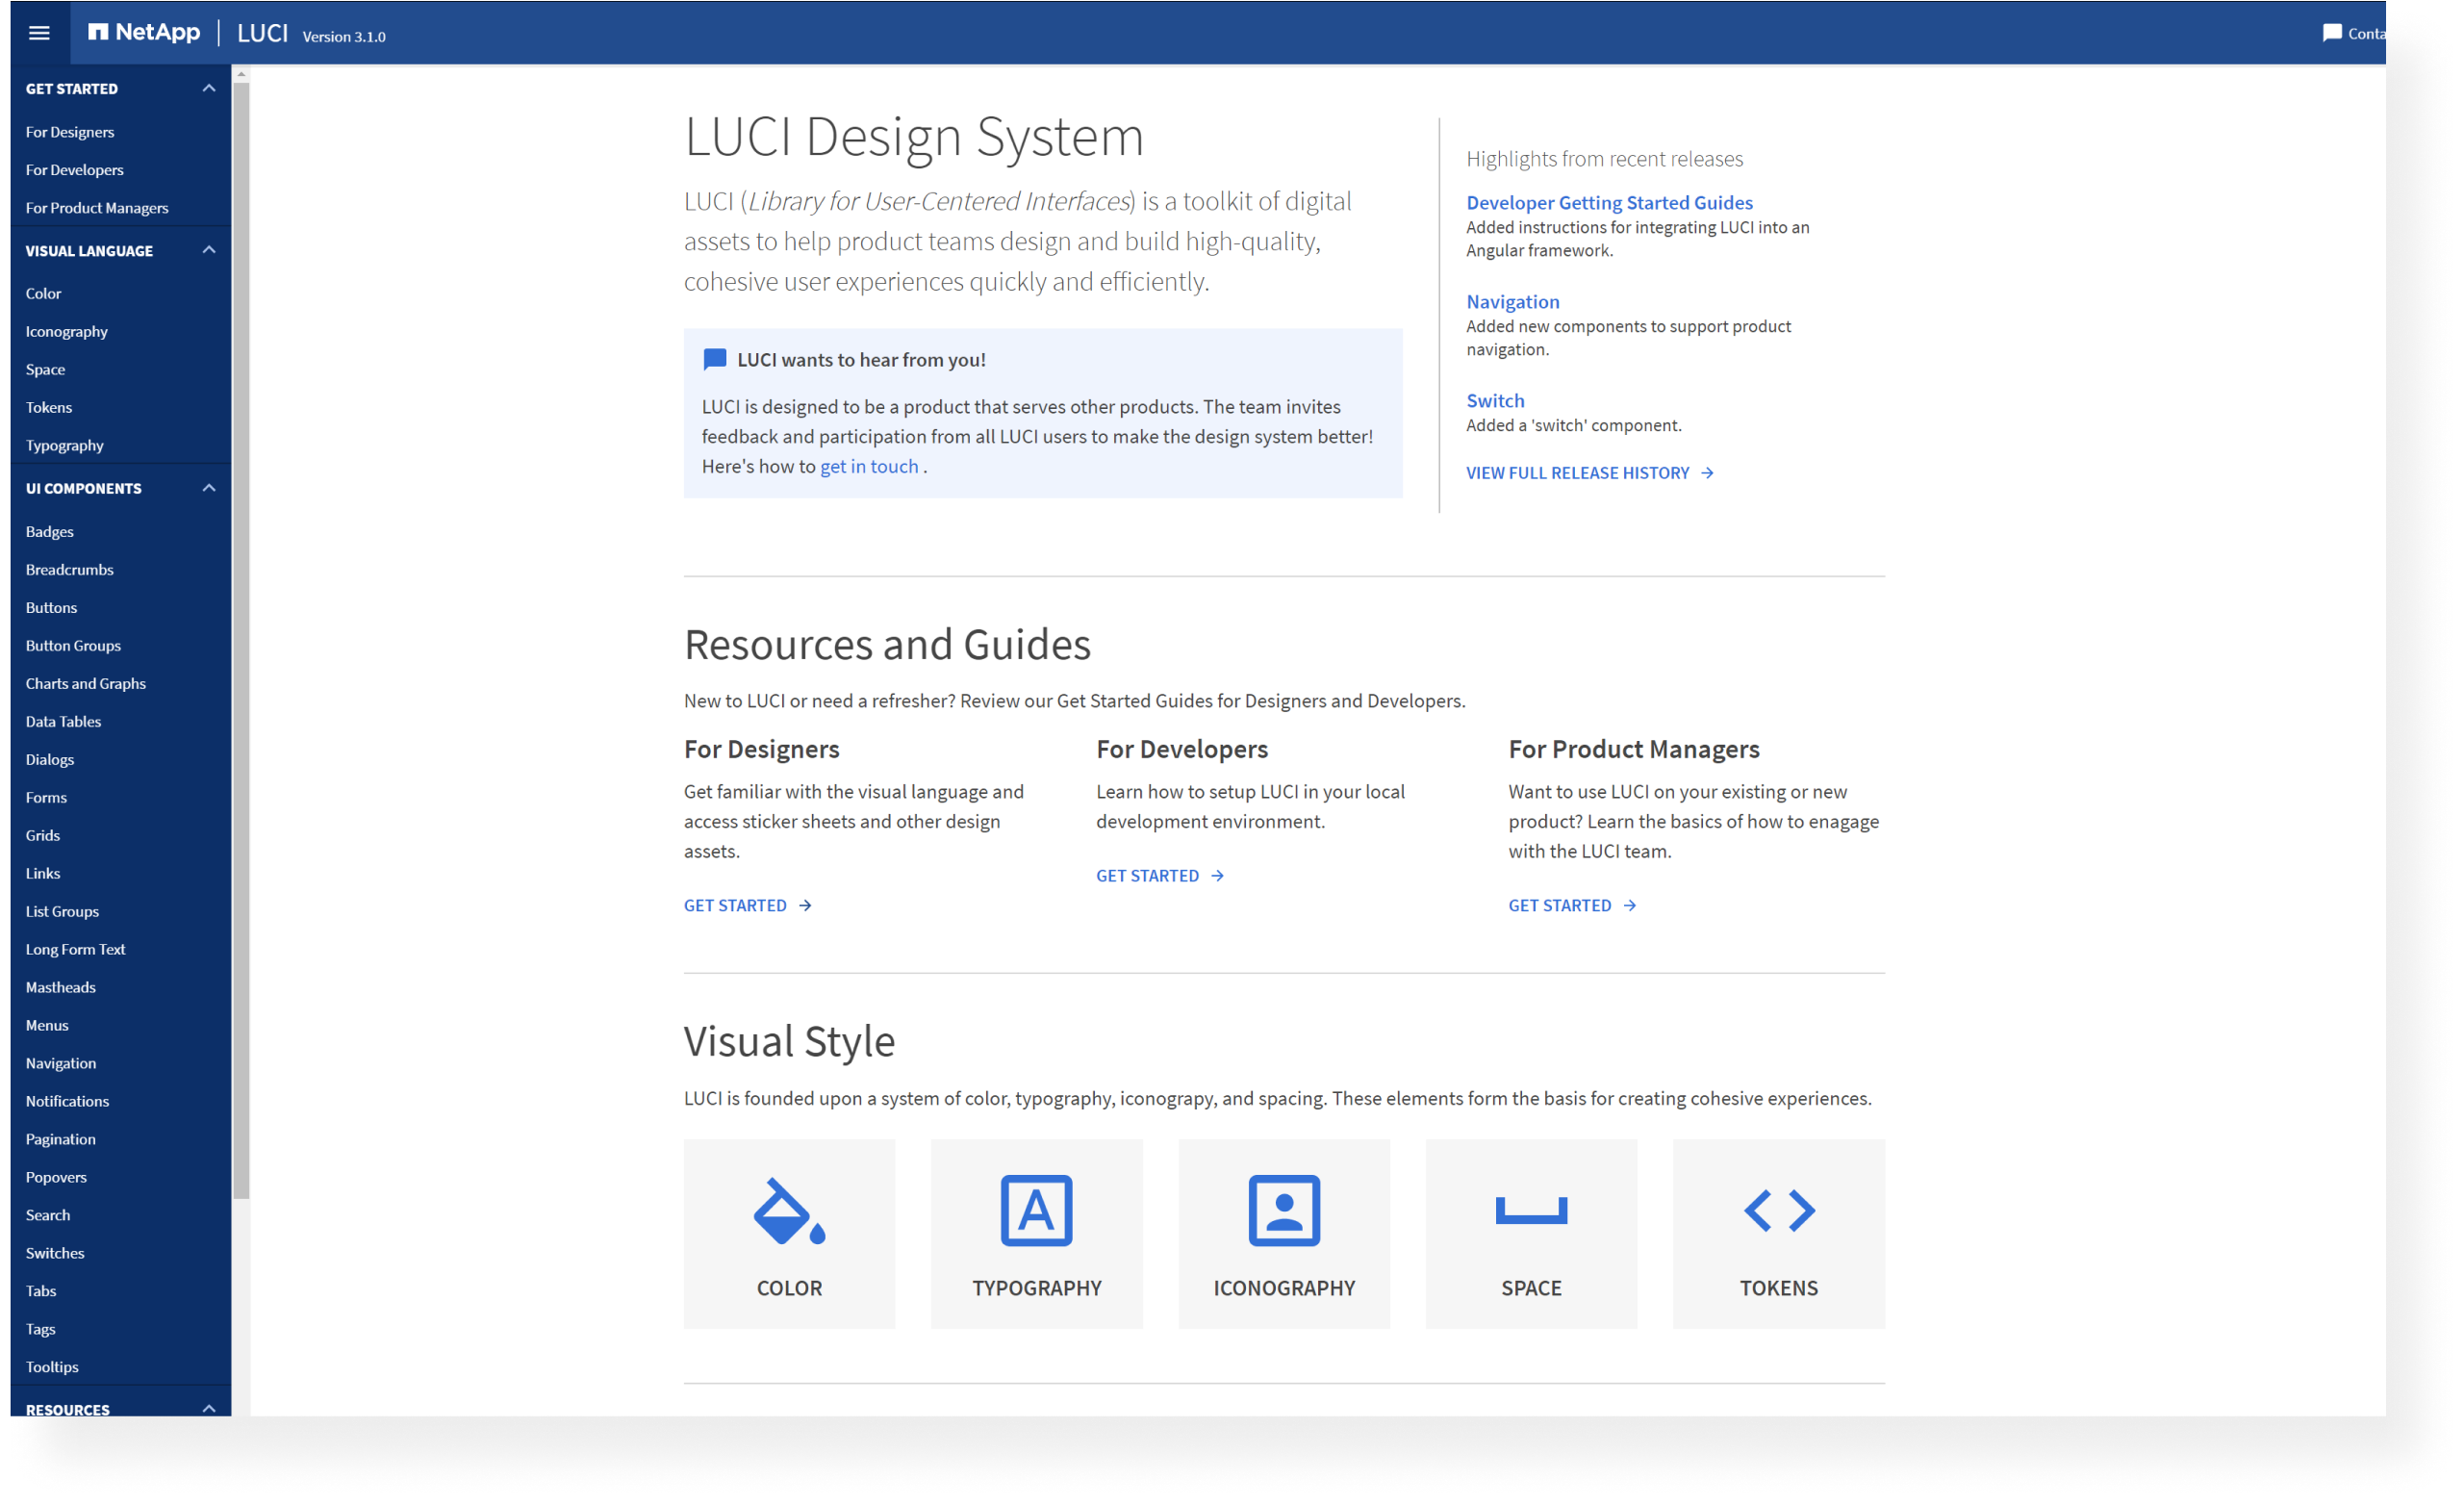 NetApp | LUCI Version 3.1.0
Conta
GET STARTED
For Designers
For Developers
For Product Managers
VISUAL LANGUAGE
Color
Iconography
Space
Tokens
Typography
UI COMPONENTS
Badges
Breadcrumbs
Buttons
Button Groups
Charts and Graphs
Data Tables
Dialogs
Forms
Grids
Links
List Groups
Long Form Text
Mastheads
Menus
Navigation
Notifications
Pagination
Popovers
Search
Switches
Tabs
Tags
Tooltips
RESOURCES
LUCI Design System
LUCI (Library for User-Centered Interfaces) is a toolkit of digital
assets to help product teams design and build high-quality,
cohesive user experiences quickly and efficiently.
LUCI wants to hear from you!
LUCI is designed to be a product that serves other products. The team invites
feedback and participation from all LUCI users to make the design system better!
Here's how to get in touch .
Highlights from recent releases
Developer Getting Started Guides
Added instructions for integrating LUCI into an
Angular framework.
Navigation
Added new components to support product
navigation.
Switch
Added a 'switch' component.
VIEW FULL RELEASE HISTORY →
Resources and Guides
New to LUCI or need a refresher? Review our Get Started Guides for Designers and Developers.
For Designers
Get familiar with the visual language and
access sticker sheets and other design
assets.
GET STARTED →
For Developers
Learn how to setup LUCI in your local
development environment.
GET STARTED →
For Product Managers
Want to use LUCI on your existing or new
product? Learn the basics of how to enagage
with the LUCI team.
GET STARTED →
Visual Style
LUCI is founded upon a system of color, typography, iconograpy, and spacing. These elements form the basis for creating cohesive experiences.
COLOR
A
TYPOGRAPHY
ICONOGRAPHY
SPACE
TOKENS